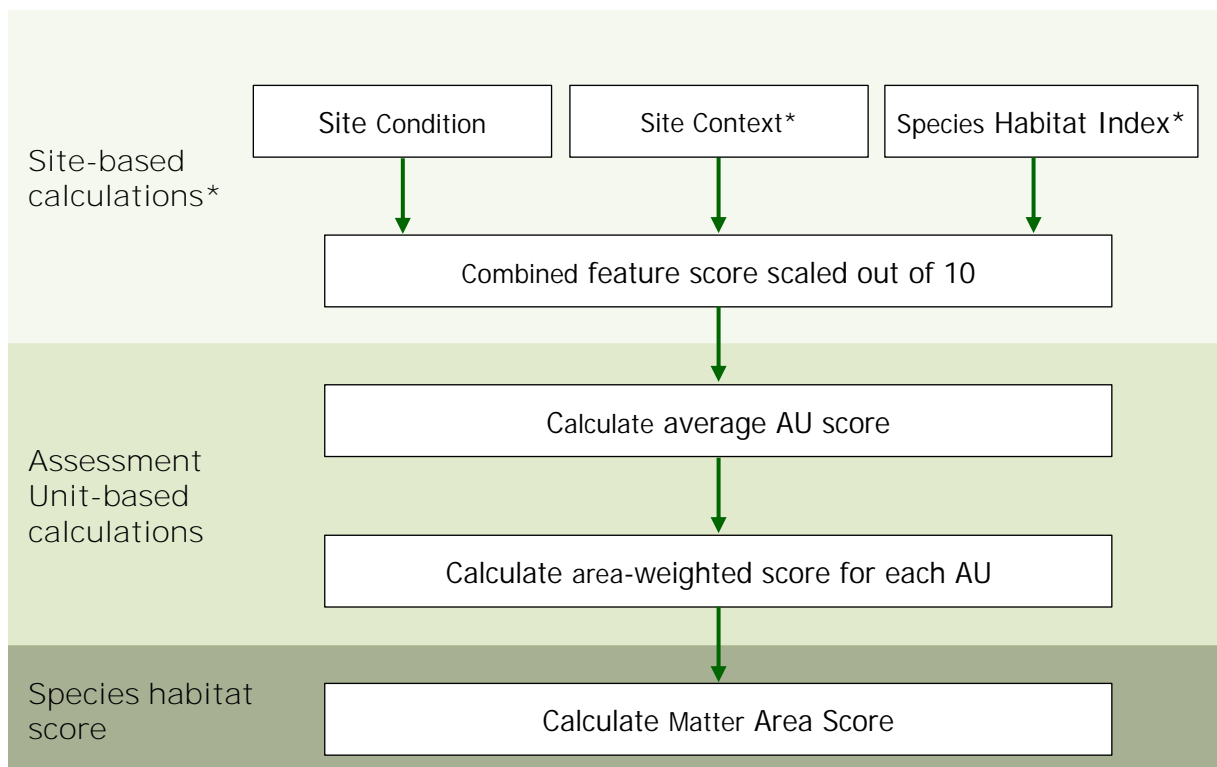 Site Condition
Site Context*
Species Habitat Index*
Site-based
calculations*
Combined feature score scaled out of 10
Calculate average AU score
Assessment
Unit-based
calculations
Calculate area-weighted score for each AU
Species habitat
score
Calculate Matter Area Score